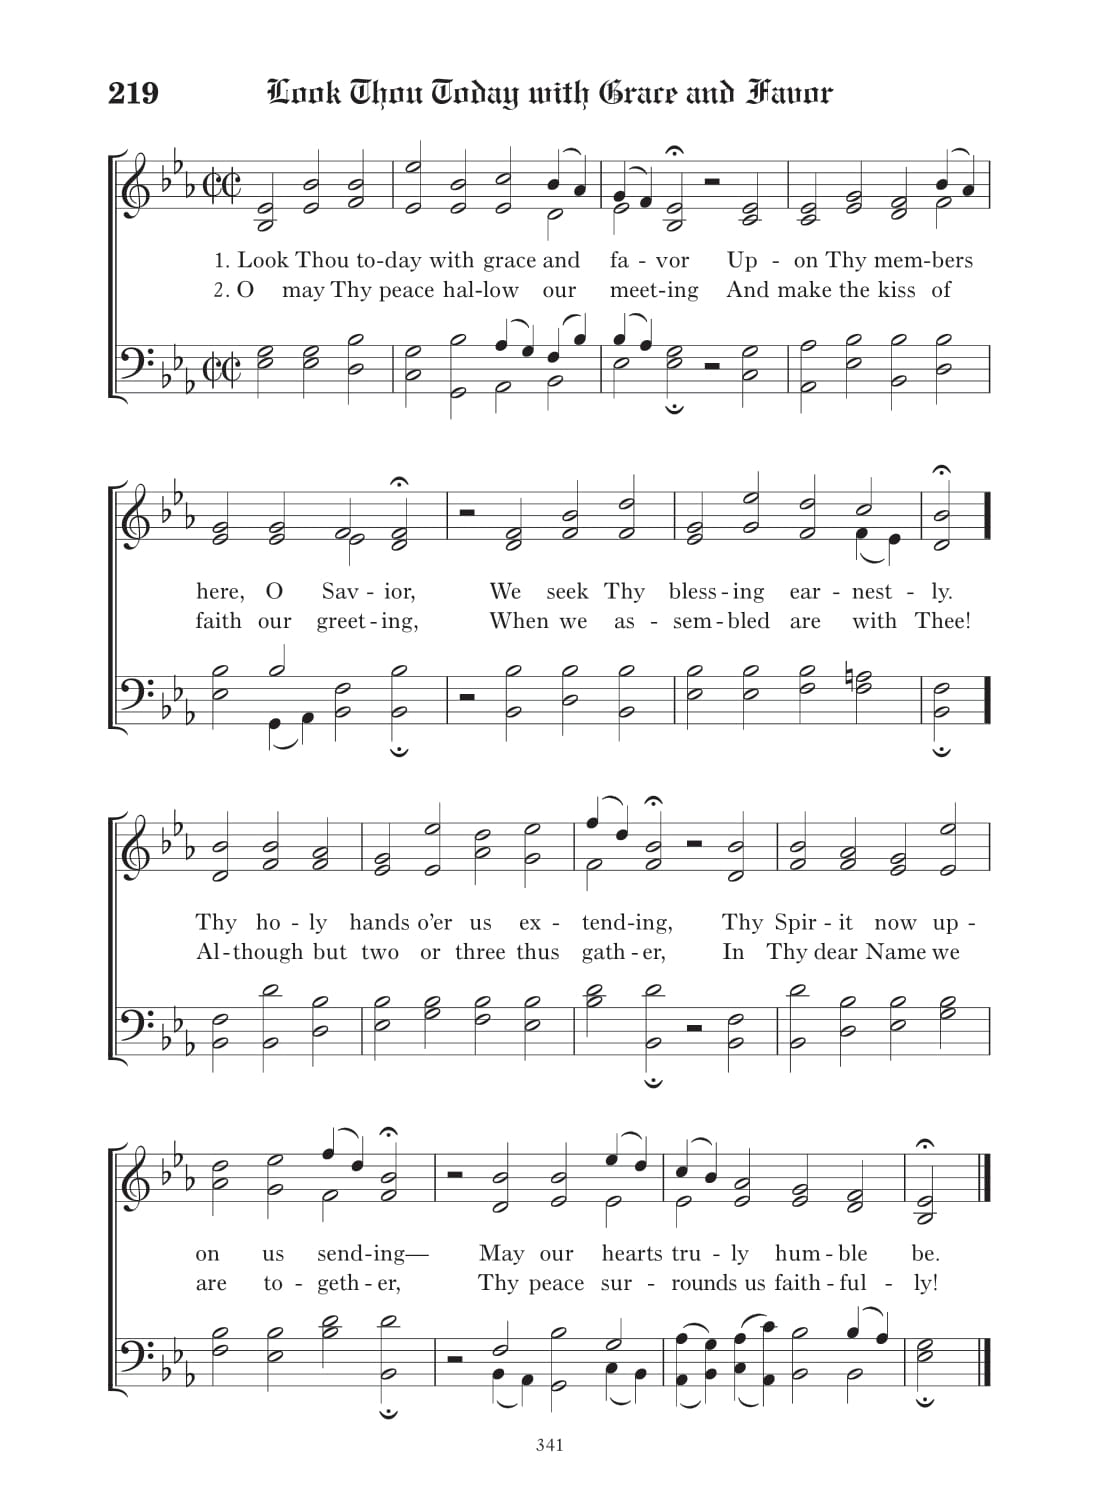 219 Look Thou Today with Grace and Favor
1. Look Thou to-day with grace and fa - vor Up - on Thy mem-bers
2. O may Thy peace hal-low our meet-ing And make the kiss of
here, O Sav - ior, We seek Thy bless - ing ear - nest - ly.
faith our greet - ing, When we as - sem - bled are with Thee!
Thy ho - ly hands o’er us ex - tend-ing, Thy Spir - it now up -
Al - though but two or three thus gath - er, In Thy dear Name we
on us send-ing— May our hearts tru - ly hum - ble be.
are to - geth - er, Thy peace sur - rounds us faith - ful - ly!
341